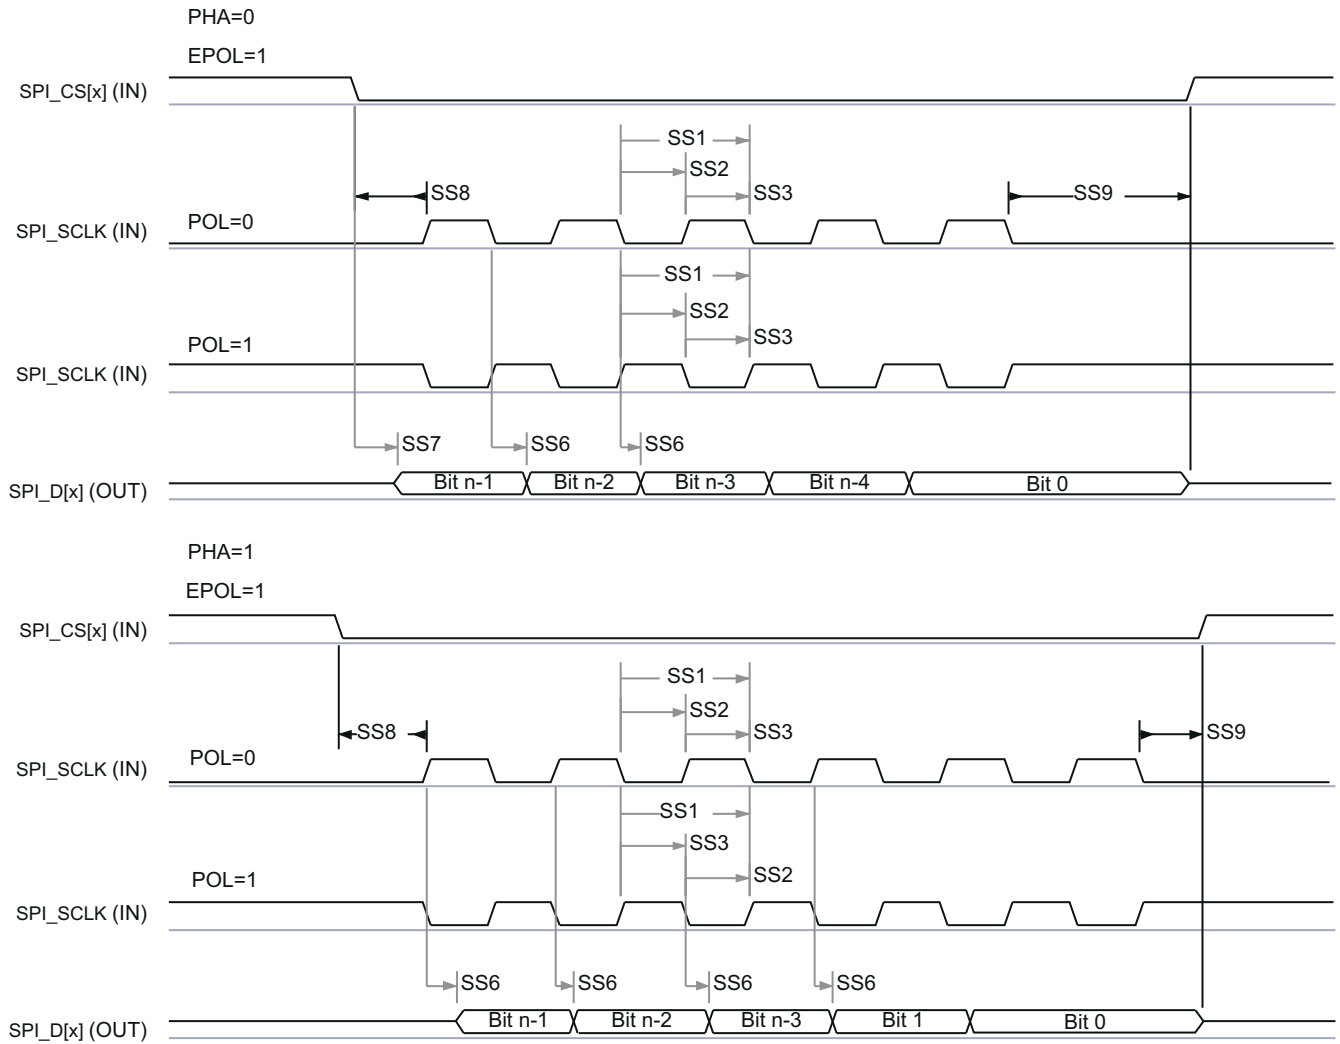 PHA=0
EPOL=1
SPI_CS[x] (IN)
SS1
SS2
SS8
SS3
SS9
POL=0
SPI_SCLK (IN)
SS1
SS2
SS3
POL=1
SPI_SCLK (IN)
SS7
SS6
SS6
SPI_D[x] (OUT)
Bit n-1
Bit n-2
Bit n-3
Bit n-4
Bit 0
PHA=1
EPOL=1
SPI_CS[x] (IN)
SS1
SS2
SS8
SS3
SS9
POL=0
SPI_SCLK (IN)
SS1
SS3
SS2
POL=1
SPI_SCLK (IN)
SS6
SS6
SS6
SS6
SPI_D[x] (OUT)
Bit n-1
Bit n-2
Bit n-3
Bit 1
Bit 0